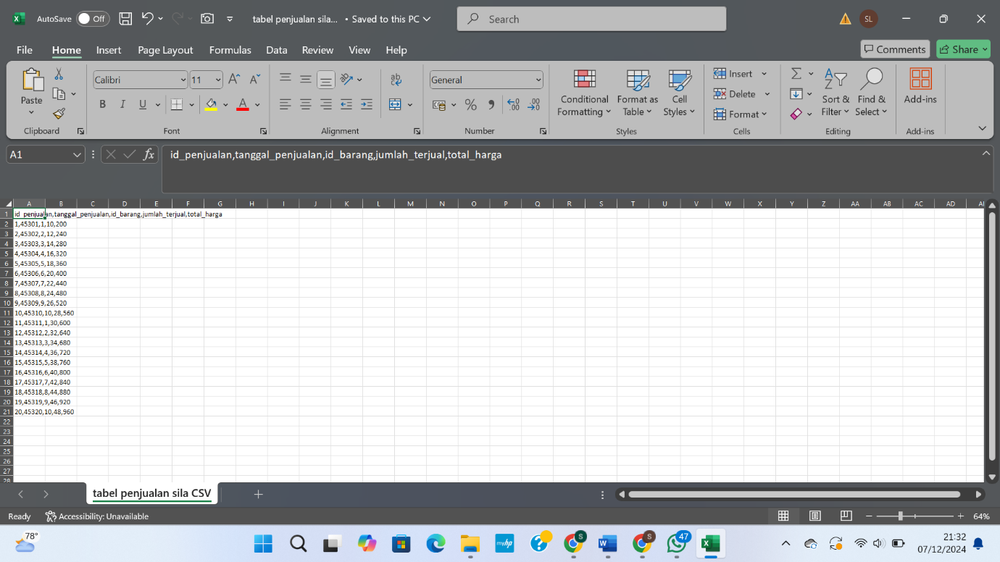 AutoSave Off tabel penjualan sila... • Saved to this PC Search SL
File Home Insert Page Layout Formulas Data Review View Help Comments Share
Paste
Clipboard
Calibri 11
B I U A
Font
ab
Alignment
General
% .00 .00
Number
Conditional Formatting
Format as Table
Cell Styles
Styles
Insert
Delete
Format
Cells
Sort & Filter
Find & Select
Editing
Add-ins
Add-ins
A1 fx id_penjualan,tanggal_penjualan,id_barang,jumlah_terjual,total_harga
A B C D E F G H I J K L M N O P Q R S T U V W X Y Z AA AB AC AD
1 id_penjualan,tanggal_penjualan,id_barang,jumlah_terjual,total_harga
2 1,45301,1,10,200
3 2,45302,2,12,240
4 3,45303,3,14,280
5 4,45304,4,16,320
6 5,45305,5,18,360
7 6,45306,6,20,400
8 7,45307,7,22,440
9 8,45308,8,24,480
10 9,45309,9,26,520
11 10,45310,10,28,560
12 11,45311,1,30,600
13 12,45312,2,32,640
14 13,45313,3,34,680
15 14,45314,4,36,720
16 15,45315,5,38,760
17 16,45316,6,40,800
18 17,45317,7,42,840
19 18,45318,8,44,880
20 19,45319,9,46,920
21 20,45320,10,48,960
22
23
24
25
26
27
28
tabel penjualan sila CSV
Ready Accessibility: Unavailable 64%
78° myhp S S 47 21:32
07/12/2024